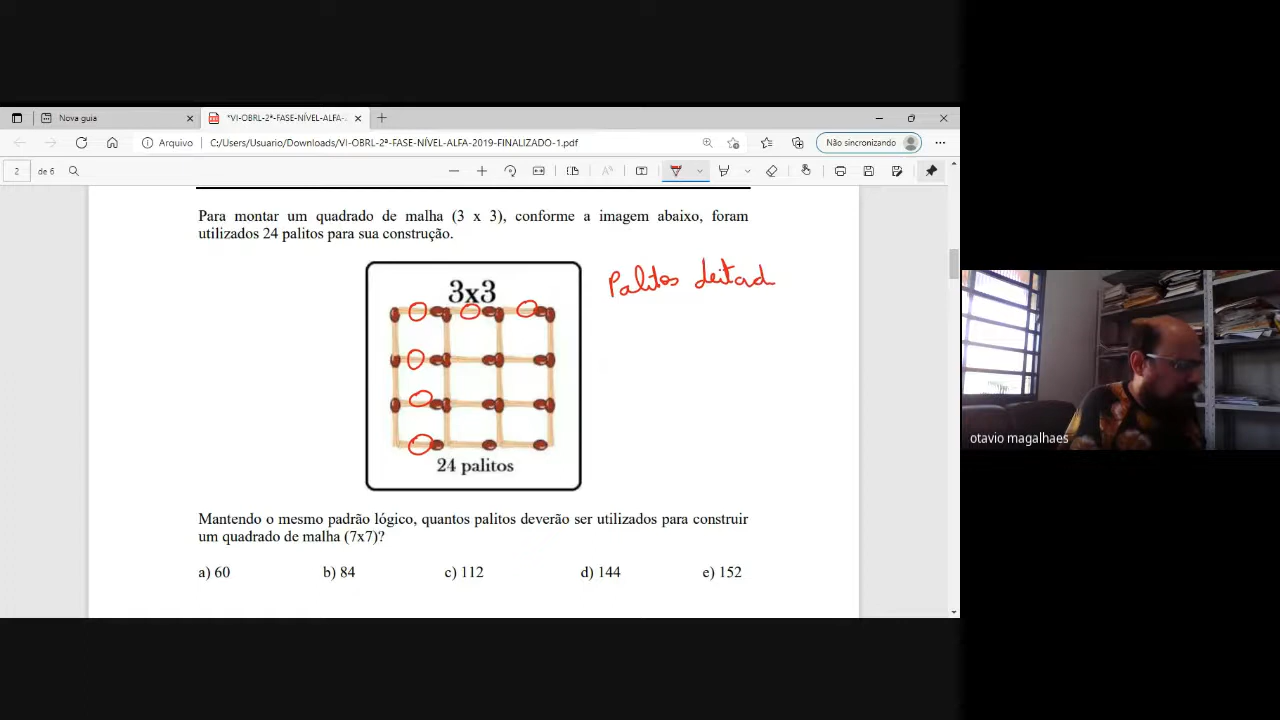 Nova guia
*VI-OBRL-2ª-FASE-NÍVEL-ALFA-
Arquivo C:/Users/Usuario/Downloads/VI-OBRL-2ª-FASE-NÍVEL-ALFA-2019-FINALIZADO-1.pdf Não sincronizando
2 de 6
Para montar um quadrado de malha (3 x 3), conforme a imagem abaixo, foram
utilizados 24 palitos para sua construção.
Palitos deitad
3x3
24 palitos
otavio magalhaes
Mantendo o mesmo padrão lógico, quantos palitos deverão ser utilizados para construir
um quadrado de malha (7x7)?
a) 60 b) 84 c) 112 d) 144 e) 152